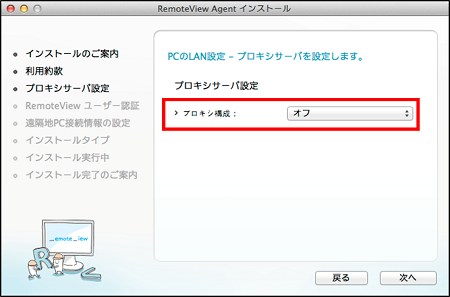 RemoteView Agent インストール
インストールのご案内
利用約款
プロキシサーバ設定
RemoteView ユーザー認証
遠隔地PC接続情報の設定
インストールタイプ
インストール実行中
インストール完了のご案内
PCのLAN設定 – プロキシサーバを設定します。
プロキシサーバ設定
プロキシ構成：
オフ
_emote_iew
R
V
戻る
次へ